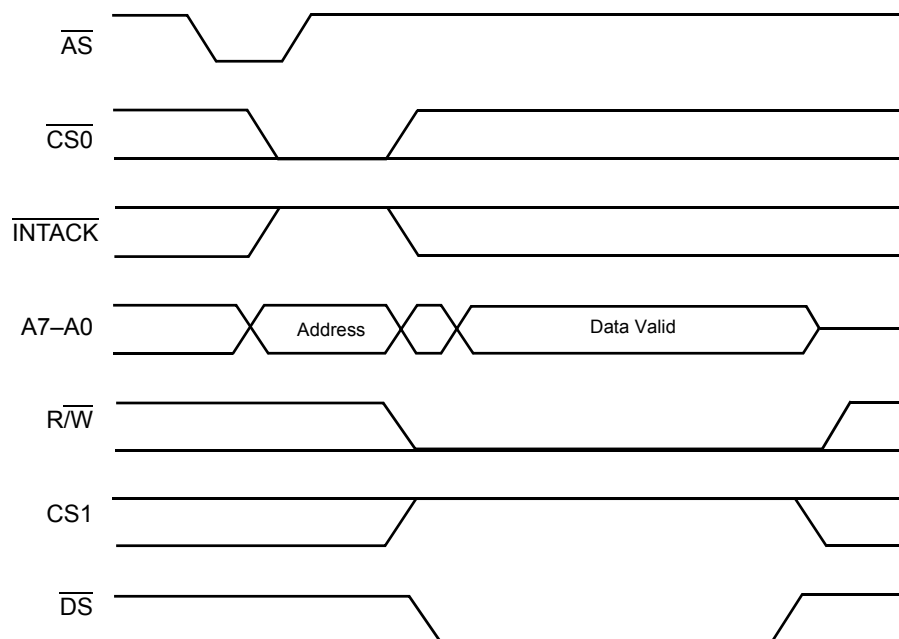 AS
CS0
INTACK
A7–A0 Address Data Valid
R/W
CS1
DS